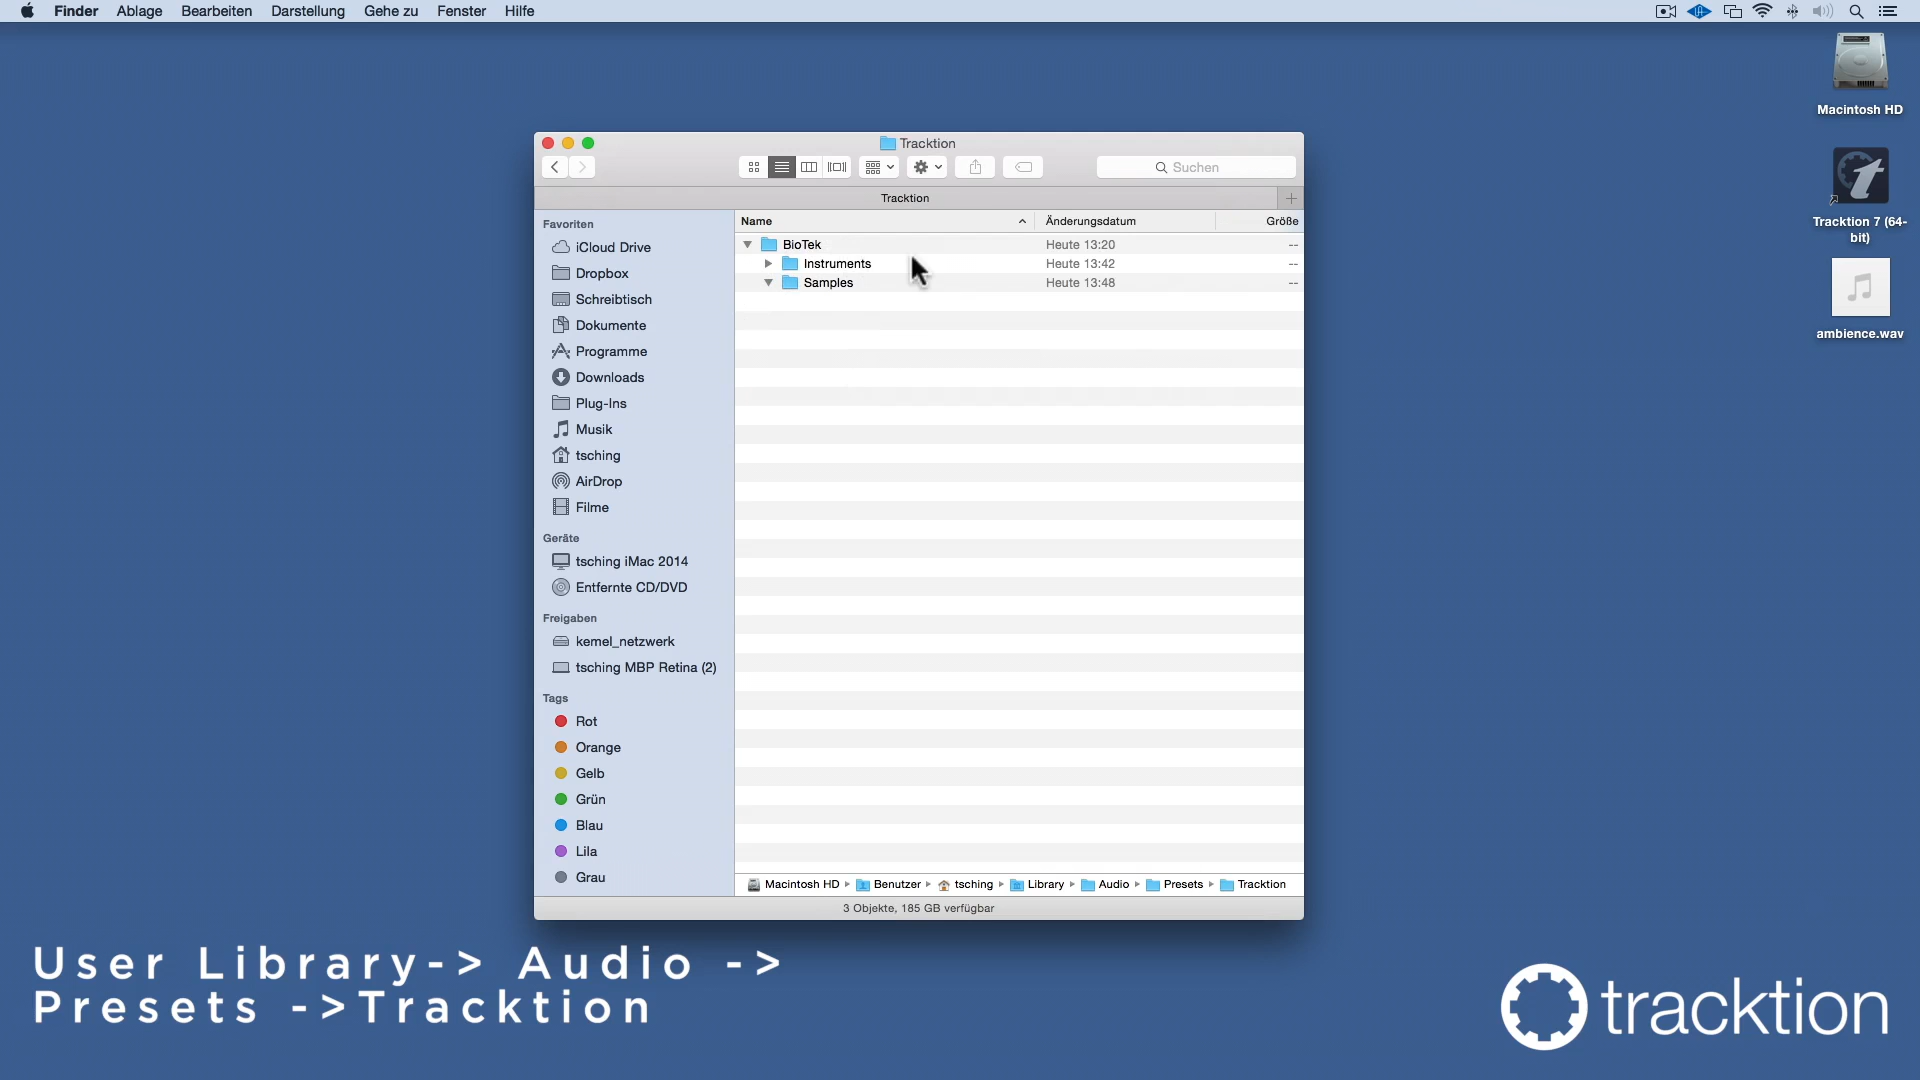 Finder Ablage Bearbeiten Darstellung Gehe zu Fenster Hilfe
Macintosh HD
Tracktion 7 (64-
bit)
ambience.wav
Tracktion
Suchen
Tracktion
Favoriten
iCloud Drive
Dropbox
Schreibtisch
Dokumente
Programme
Downloads
Plug-Ins
Musik
tsching
AirDrop
Filme
Geräte
tsching iMac 2014
Entfernte CD/DVD
Freigaben
kemel_netzwerk
tsching MBP Retina (2)
Tags
Rot
Orange
Gelb
Grün
Blau
Lila
Grau
Name Änderungsdatum Größe
BioTek Heute 13:20 --
Instruments Heute 13:42 --
Samples Heute 13:48 --
Macintosh HD Benutzer tsching Library Audio Presets Tracktion
3 Objekte, 185 GB verfügbar
User Library-> Audio ->
Presets ->Tracktion
tracktion